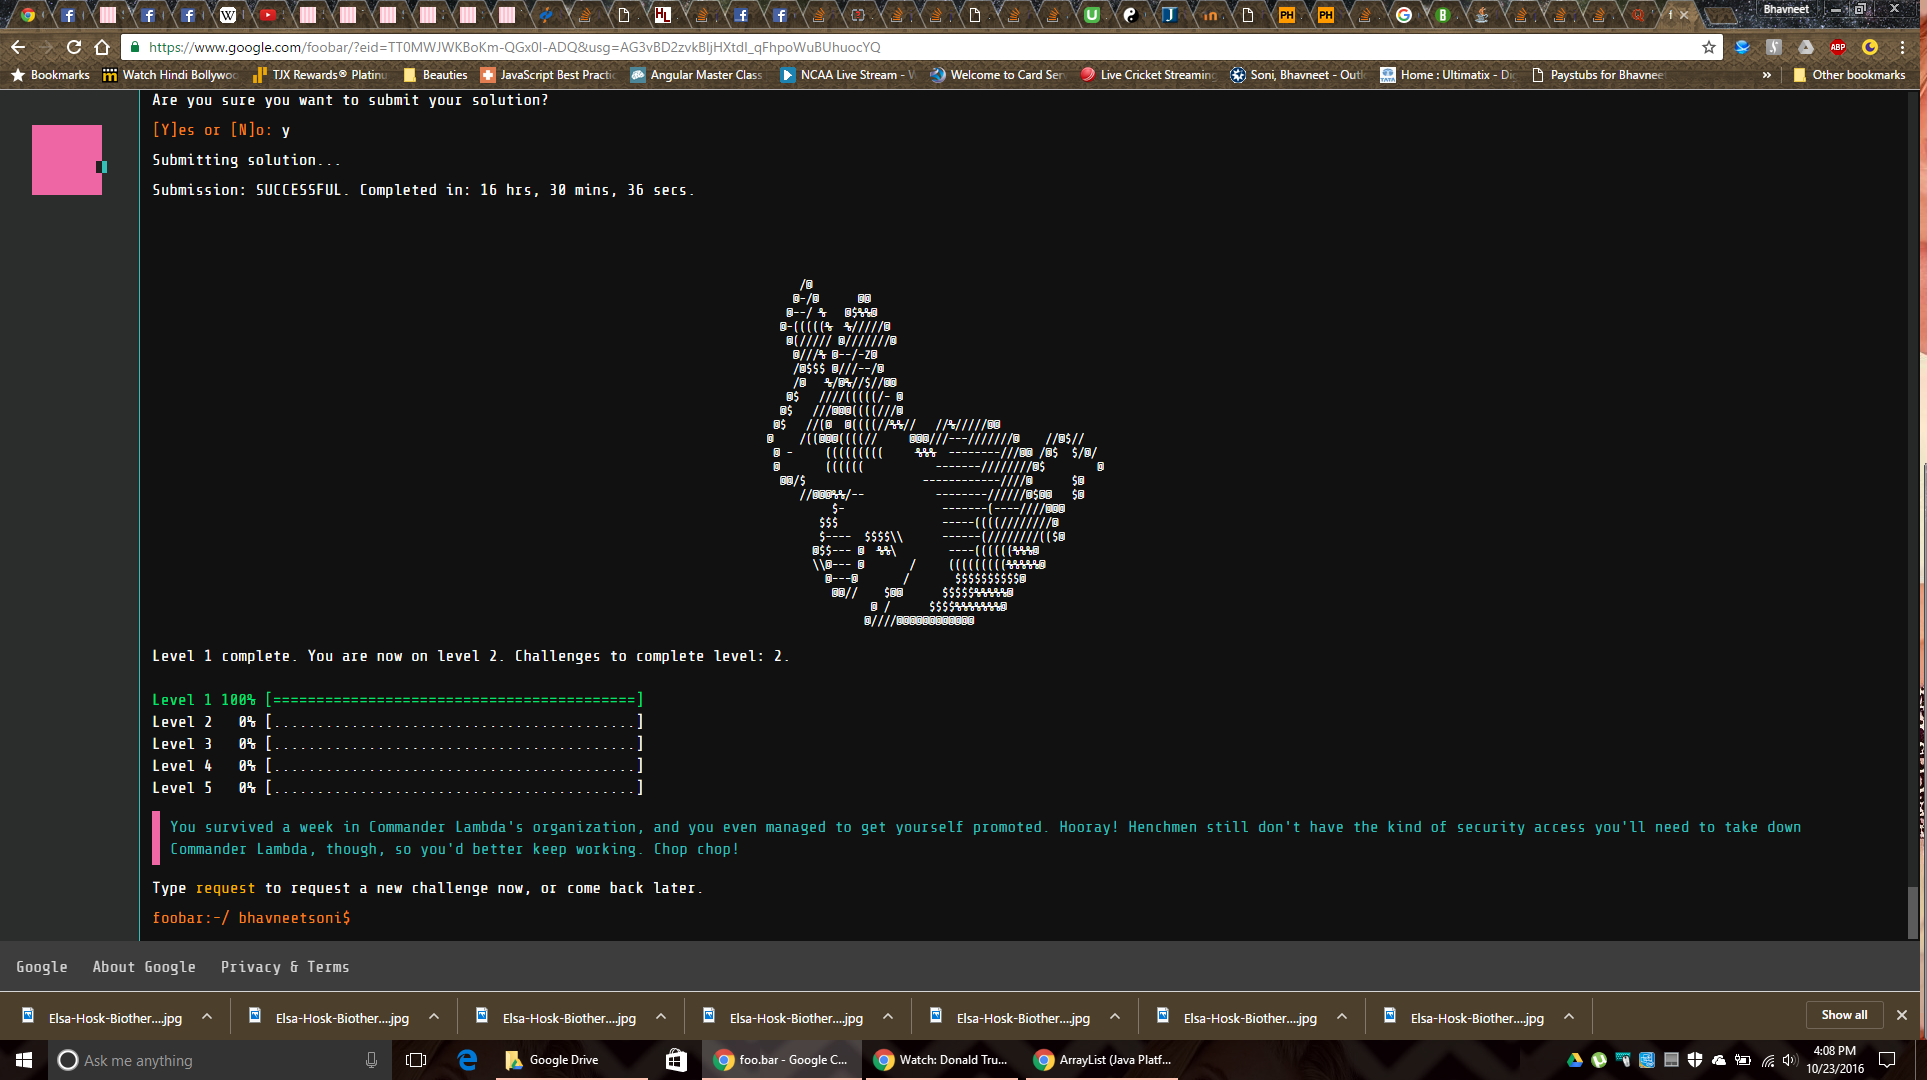 Bhavneet
https://www.google.com/foobar/?eid=TT0MWJWKBoKm-QGx0I-ADQ&usg=AG3vBD2zvkBljHXtdI_qFhpoWuBUhuocYQ
Bookmarks Watch Hindi Bollywoo TJX Rewards® Platinu Beauties JavaScript Best Practic Angular Master Class NCAA Live Stream - Welcome to Card Ser Live Cricket Streaming Soni, Bhavneet - Outl Home : Ultimatix - Di Paystubs for Bhavnee » Other bookmarks
Are you sure you want to submit your solution?
[Y]es or [N]o: y
Submitting solution...
Submission: SUCCESSFUL. Completed in: 16 hrs, 30 mins, 36 secs.
Level 1 complete. You are now on level 2. Challenges to complete level: 2.
Level 1 100% [==========================================]
Level 2 0% [..........................................]
Level 3 0% [..........................................]
Level 4 0% [..........................................]
Level 5 0% [..........................................]
You survived a week in Commander Lambda's organization, and you even managed to get yourself promoted. Hooray! Henchmen still don't have the kind of security access you'll need to take down
Commander Lambda, though, so you'd better keep working. Chop chop!
Type request to request a new challenge now, or come back later.
foobar:~/ bhavneetsoni$
Google About Google Privacy & Terms
Elsa-Hosk-Biother....jpg Elsa-Hosk-Biother....jpg Elsa-Hosk-Biother....jpg Elsa-Hosk-Biother....jpg Elsa-Hosk-Biother....jpg Elsa-Hosk-Biother....jpg Elsa-Hosk-Biother....jpg Show all
Ask me anything Google Drive foo.bar - Google C... Watch: Donald Tru... ArrayList (Java Platf... 4:08 PM
10/23/2016